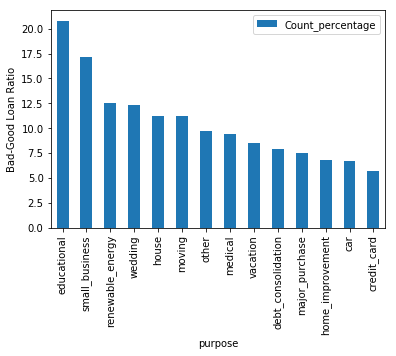 Count_percentage
20.0
17.5
15.0
12.5
10.0
7.5
5.0
2.5
0.0
Bad-Good Loan Ratio
educational
small_business
renewable_energy
wedding
house
moving
other
medical
vacation
debt_consolidation
major_purchase
home_improvement
car
credit_card
purpose